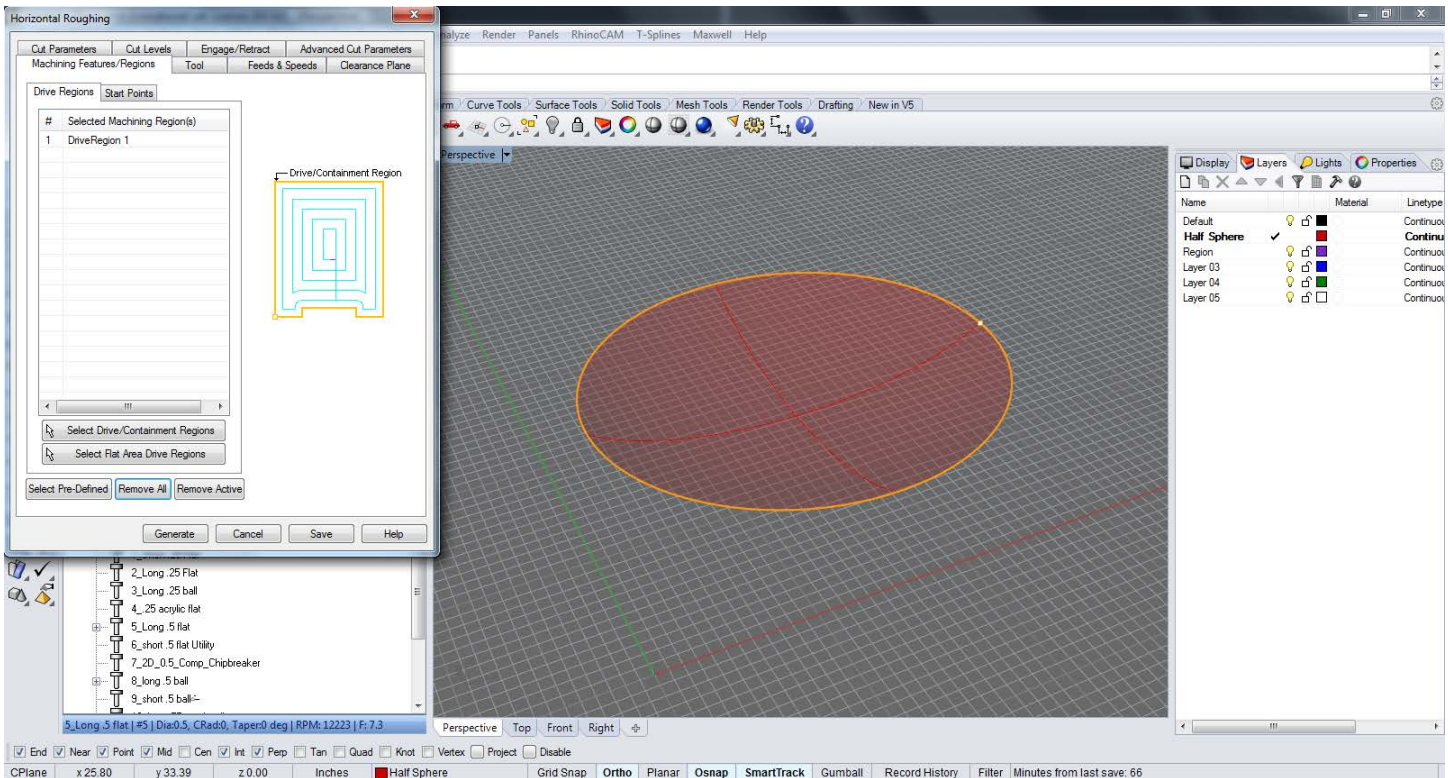 Horizontal Roughing
Cut Parameters Cut Levels Engage/Retract Advanced Cut Parameters
Machining Features/Regions Tool Feeds & Speeds Clearance Plane
Drive Regions Start Points
# Selected Machining Region(s)
1 DriveRegion 1
Drive/Containment Region
Select Drive/Containment Regions
Select Flat Area Drive Regions
Select Pre-Defined Remove All Remove Active
Generate Cancel Save Help
2_Long .25 Flat
3_Long .25 ball
4_.25 acrylic flat
5_Long .5 flat
6_short .5 flat Utility
7_2D_0.5_Comp_Chipbreaker
8_long .5 ball
9_short .5 ball
5_Long .5 flat | #5 | Dia:0.5, CRad:0, Taper:0 deg | RPM: 12223 | F: 7.3
nalyze Render Panels RhinoCAM T-Splines Maxwell Help
rm Curve Tools Surface Tools Solid Tools Mesh Tools Render Tools Drafting New in V5
Perspective
Display Layers Lights Properties
Name Material Linetype
Default Continuou
Half Sphere Continu
Region Continuou
Layer 03 Continuou
Layer 04 Continuou
Layer 05 Continuou
Perspective Top Front Right
End Near Point Mid Cen Int Perp Tan Quad Knot Vertex Project Disable
CPlane x 25.80 y 33.39 z 0.00 Inches Half Sphere Grid Snap Ortho Planar Osnap SmartTrack Gumball Record History Filter Minutes from last save: 66